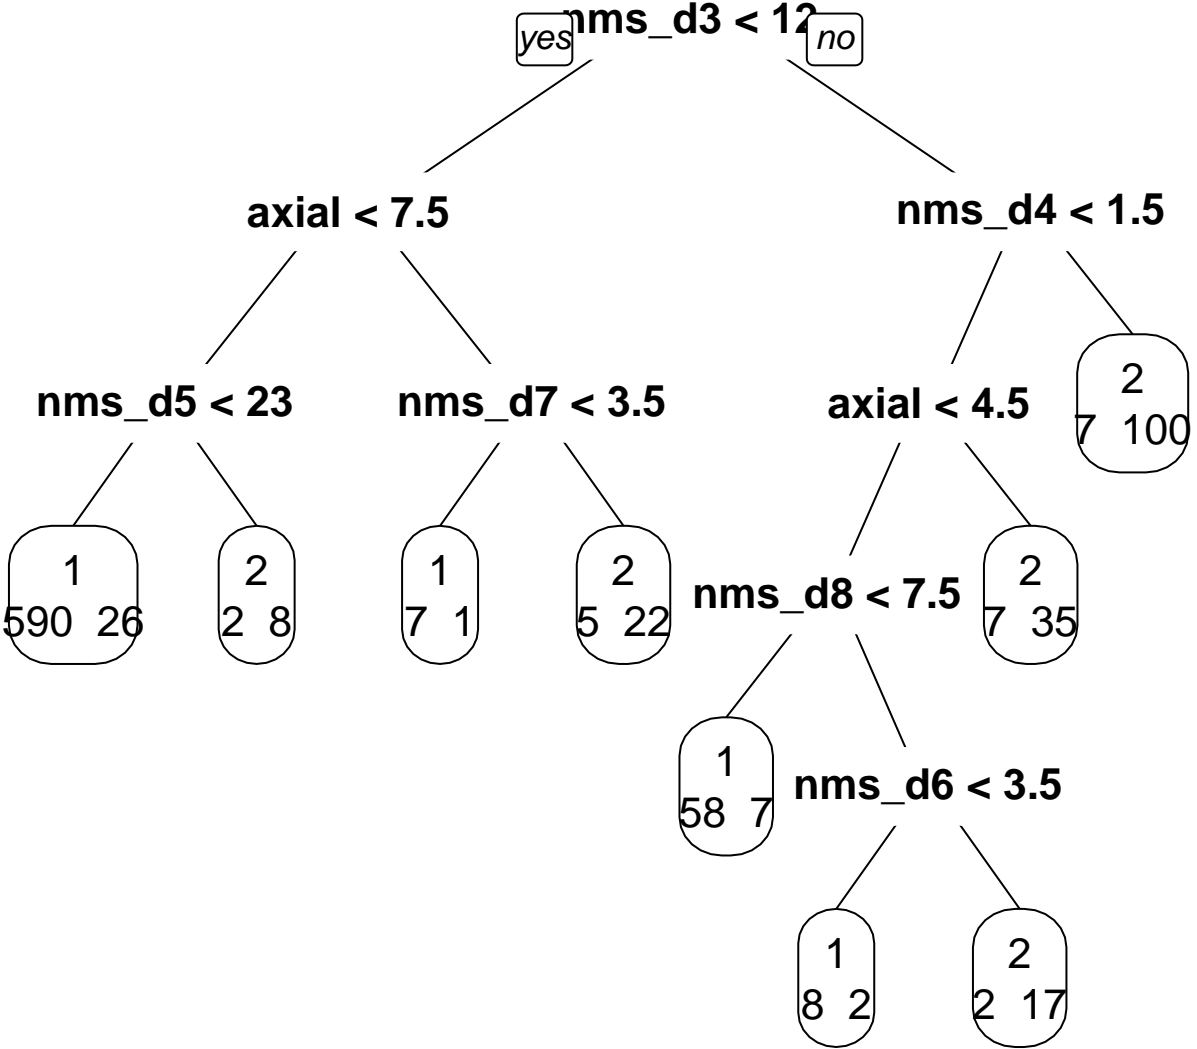 nms_d3 < 12
yes no
axial < 7.5
nms_d4 < 1.5
nms_d5 < 23
nms_d7 < 3.5
axial < 4.5
2
7 100
1
590 26
2
2 8
1
7 1
2
5 22
nms_d8 < 7.5
2
7 35
1
58 7
nms_d6 < 3.5
1
8 2
2
2 17